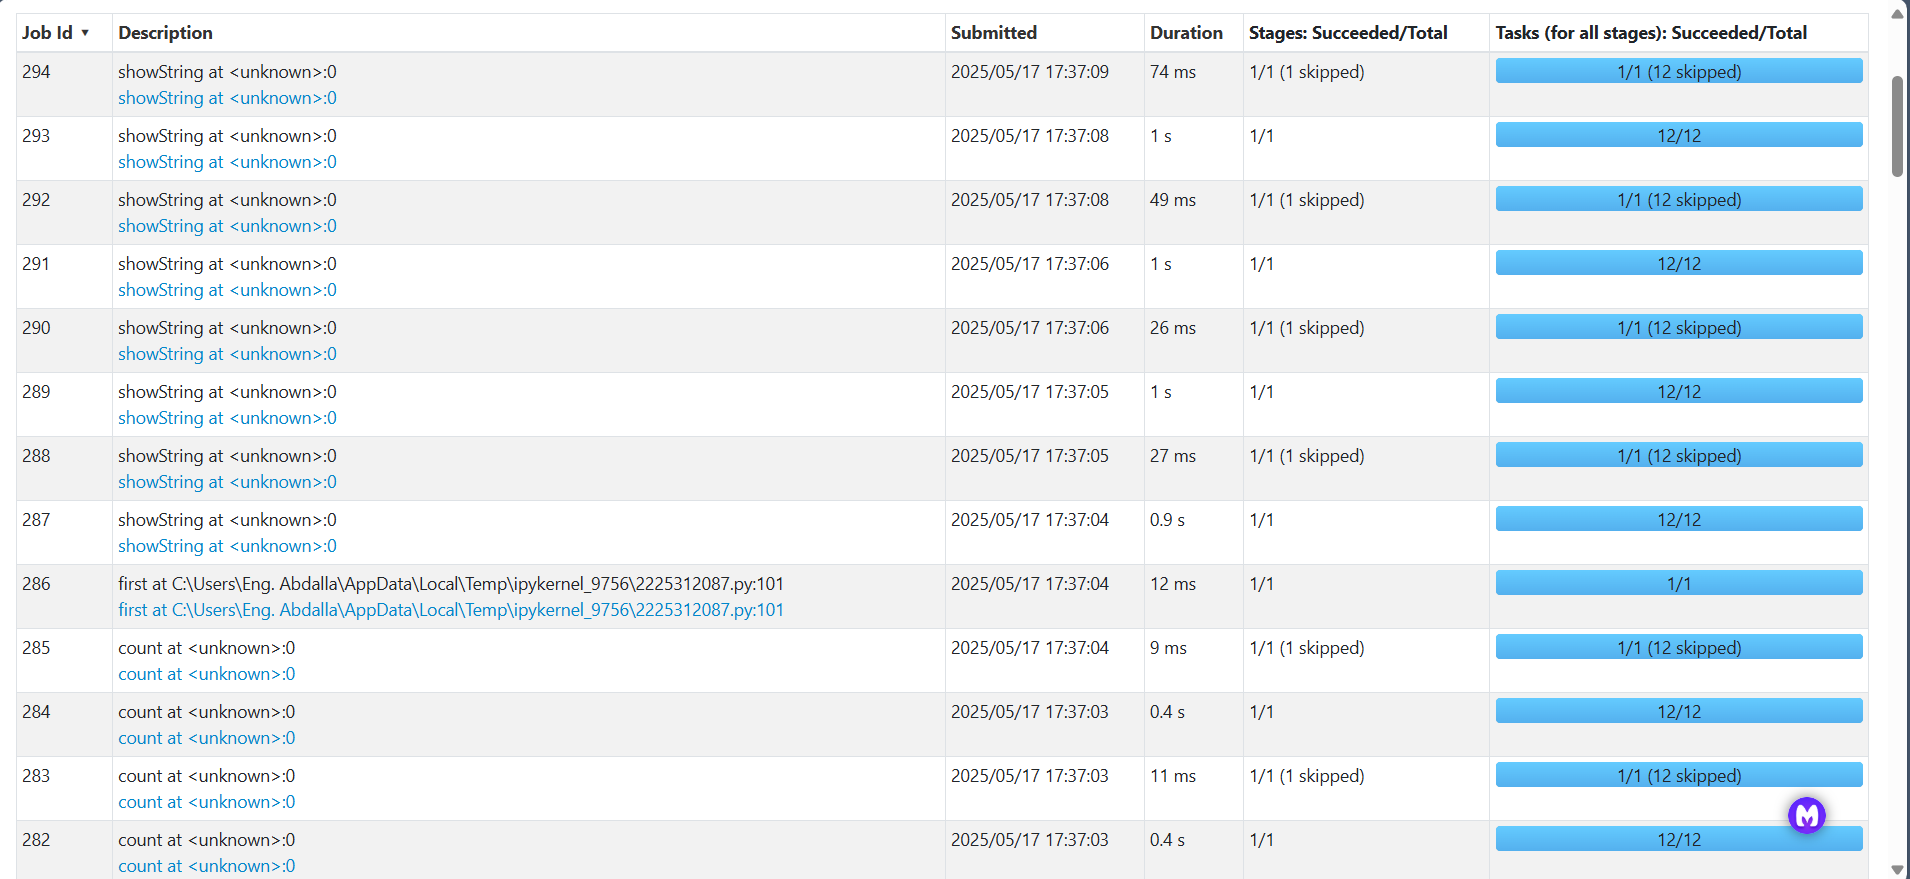 Job Id ▼ Description Submitted Duration Stages: Succeeded/Total Tasks (for all stages): Succeeded/Total
294 showString at <unknown>:0 2025/05/17 17:37:09 74 ms 1/1 (1 skipped) 1/1 (12 skipped)
showString at <unknown>:0
293 showString at <unknown>:0 2025/05/17 17:37:08 1 s 1/1 12/12
showString at <unknown>:0
292 showString at <unknown>:0 2025/05/17 17:37:08 49 ms 1/1 (1 skipped) 1/1 (12 skipped)
showString at <unknown>:0
291 showString at <unknown>:0 2025/05/17 17:37:06 1 s 1/1 12/12
showString at <unknown>:0
290 showString at <unknown>:0 2025/05/17 17:37:06 26 ms 1/1 (1 skipped) 1/1 (12 skipped)
showString at <unknown>:0
289 showString at <unknown>:0 2025/05/17 17:37:05 1 s 1/1 12/12
showString at <unknown>:0
288 showString at <unknown>:0 2025/05/17 17:37:05 27 ms 1/1 (1 skipped) 1/1 (12 skipped)
showString at <unknown>:0
287 showString at <unknown>:0 2025/05/17 17:37:04 0.9 s 1/1 12/12
showString at <unknown>:0
286 first at C:\Users\Eng. Abdalla\AppData\Local\Temp\ipykernel_9756\2225312087.py:101 2025/05/17 17:37:04 12 ms 1/1 1/1
first at C:\Users\Eng. Abdalla\AppData\Local\Temp\ipykernel_9756\2225312087.py:101
285 count at <unknown>:0 2025/05/17 17:37:04 9 ms 1/1 (1 skipped) 1/1 (12 skipped)
count at <unknown>:0
284 count at <unknown>:0 2025/05/17 17:37:03 0.4 s 1/1 12/12
count at <unknown>:0
283 count at <unknown>:0 2025/05/17 17:37:03 11 ms 1/1 (1 skipped) 1/1 (12 skipped)
count at <unknown>:0
282 count at <unknown>:0 2025/05/17 17:37:03 0.4 s 1/1 12/12
count at <unknown>:0